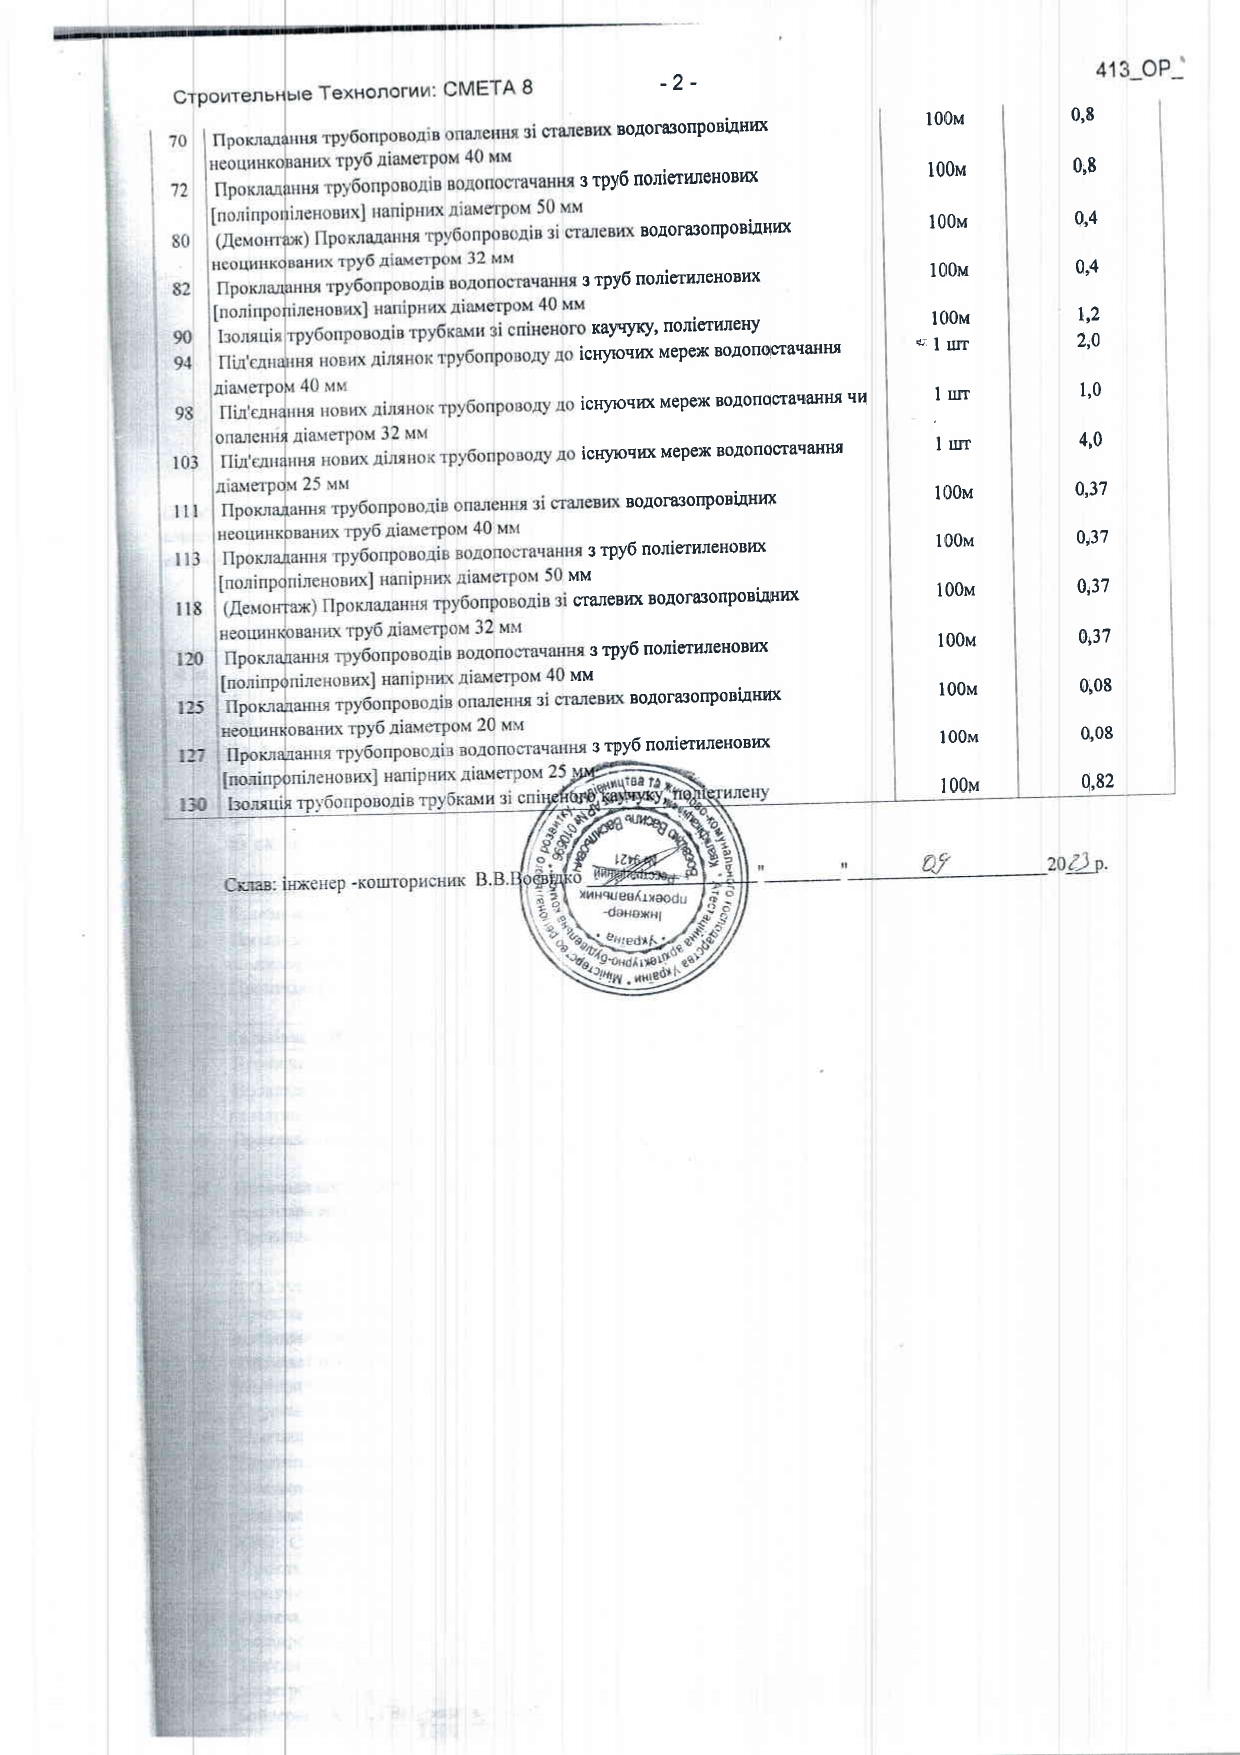 Строительные Технологии: СМЕТА 8 - 2 - 413_ОР_
70 Прокладання трубопроводів опалення зі сталевих водогазопровідних 100м 0,8
неоцинкованих труб діаметром 40 мм
72 Прокладання трубопроводів водопостачання з труб поліетиленових 100м 0,8
[поліпропіленових] напірних діаметром 50 мм
80 (Демонтаж) Прокладання трубопроводів зі сталевих водогазопровідних 100м 0,4
неоцинкованих труб діаметром 32 мм
82 Прокладання трубопроводів водопостачання з труб поліетиленових 100м 0,4
[поліпропіленових] напірних діаметром 40 мм
90 Ізоляція трубопроводів трубками зі спіненого каучуку, поліетилену 100м 1,2
94 Під'єднання нових ділянок трубопроводу до існуючих мереж водопостачання 1 шт 2,0
діаметром 40 мм
98 Під'єднання нових ділянок трубопроводу до існуючих мереж водопостачання чи 1 шт 1,0
опалення діаметром 32 мм
103 Під'єднання нових ділянок трубопроводу до існуючих мереж водопостачання 1 шт 4,0
діаметром 25 мм
111 Прокладання трубопроводів опалення зі сталевих водогазопровідних 100м 0,37
неоцинкованих труб діаметром 40 мм
113 Прокладання трубопроводів водопостачання з труб поліетиленових 100м 0,37
[поліпропіленових] напірних діаметром 50 мм
118 (Демонтаж) Прокладання трубопроводів зі сталевих водогазопровідних 100м 0,37
неоцинкованих труб діаметром 32 мм
120 Прокладання трубопроводів водопостачання з труб поліетиленових 100м 0,37
[поліпропіленових] напірних діаметром 40 мм
125 Прокладання трубопроводів опалення зі сталевих водогазопровідних 100м 0,08
неоцинкованих труб діаметром 20 мм
127 Прокладання трубопроводів водопостачання з труб поліетиленових 100м 0,08
[поліпропіленових] напірних діаметром 25 мм
130 Ізоляція трубопроводів трубками зі спіненого каучуку, поліетилену 100м 0,82
Склав: інженер -кошторисник В.В.Воєвідко " " 09 2023 р.
Україна
Інженер-
проектувальник
№ 9421